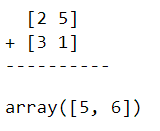 [2 5]
+ [3 1]
----------
array([5, 6])